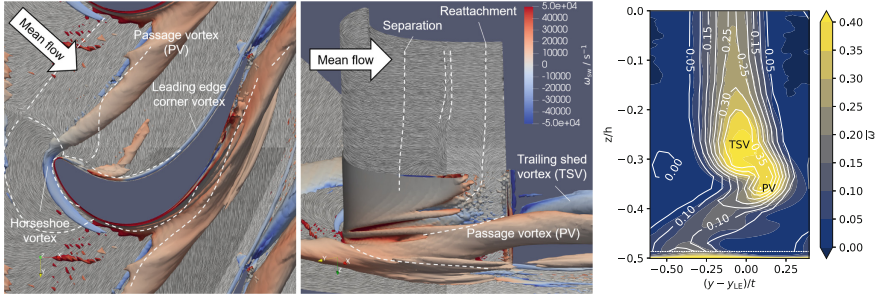 Mean flow
Passage vortex
(PV)
Leading edge
corner vortex
Horseshoe
vortex
y
Separation
Reattachment
Mean flow
Trailing shed
vortex (TSV)
Passage vortex (PV)
x
5.0e+04
40000
30000
20000
10000
0
-10000
-20000
-30000
-40000
-5.0e+04
ω_sw / s⁻¹
z/h
0.0
−0.1
−0.2
−0.3
−0.4
−0.5
−0.50 −0.25 0.00 0.25
(y − y_LE)/t
0.05
0.15
0.25
0.25
0.15
0.05
0.30
0.35
0.00
0.10
0.10
TSV
PV
0.40
0.35
0.30
0.25
0.20
0.15
0.10
0.05
0.00